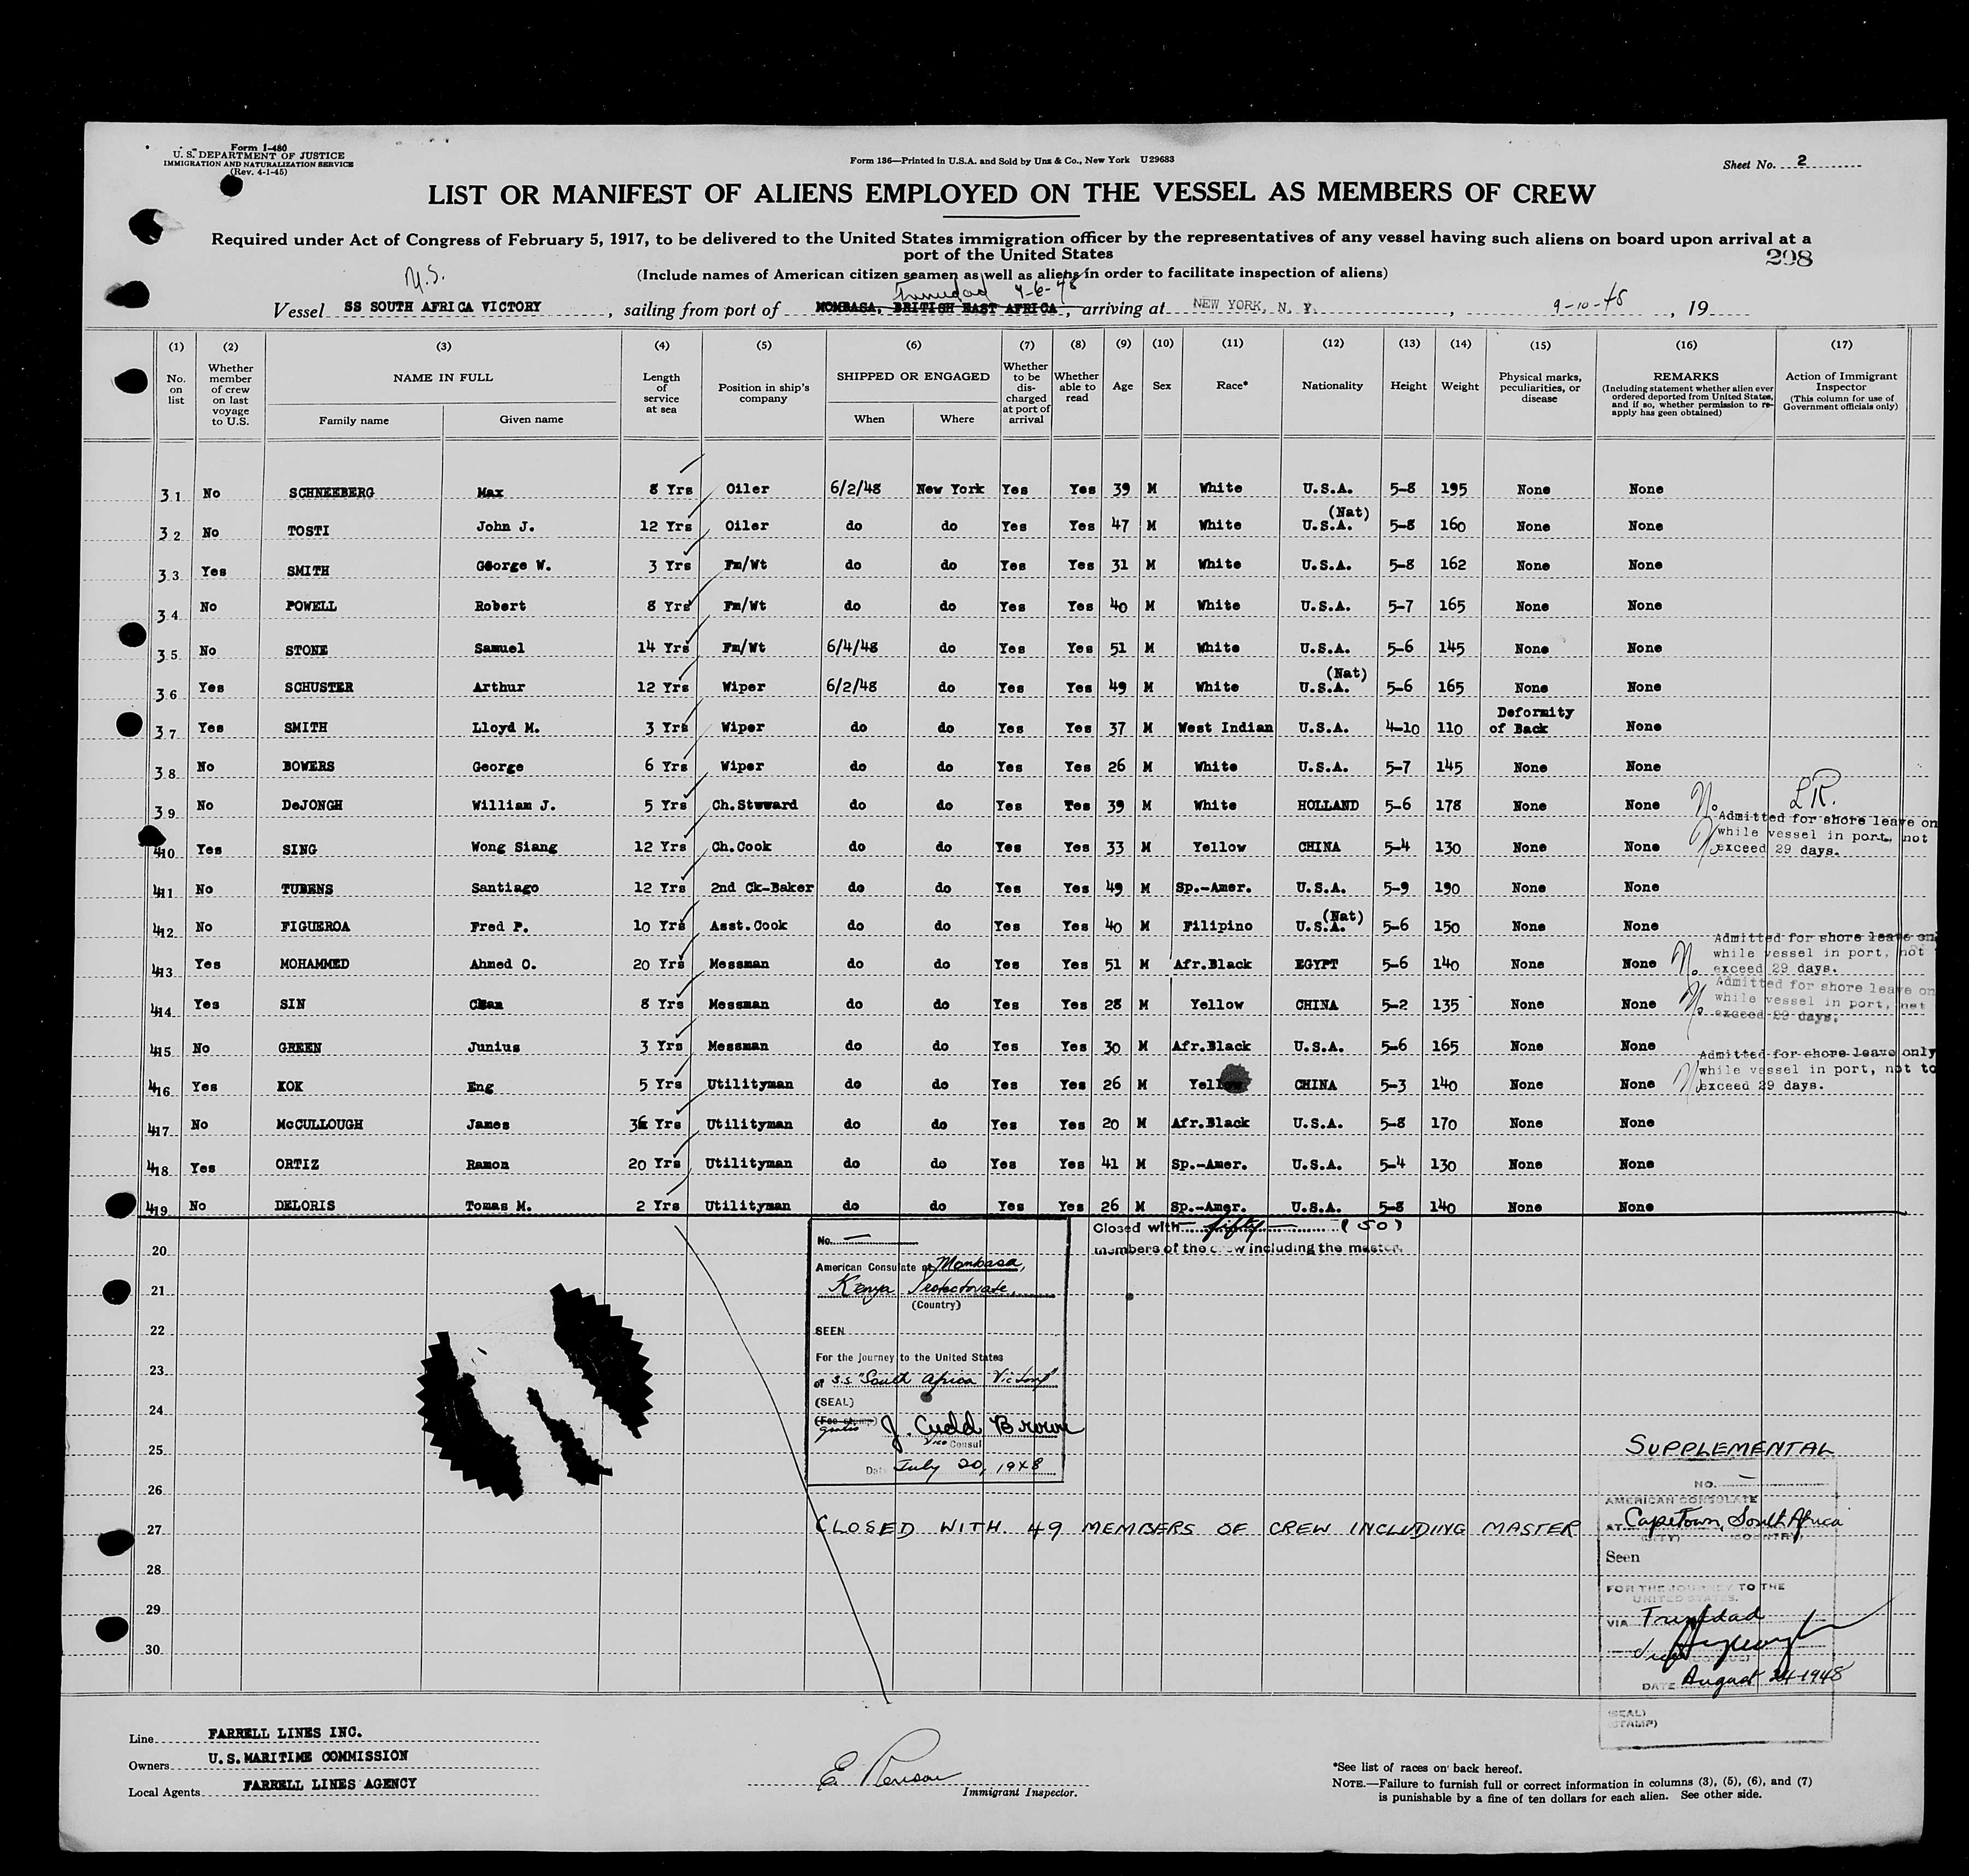 Form I-480
U. S. DEPARTMENT OF JUSTICE
IMMIGRATION AND NATURALIZATION SERVICE
(Rev. 4-1-45)
Form 136—Printed in U.S.A. and Sold by Unz & Co., New York U29683
Sheet No. 2
LIST OR MANIFEST OF ALIENS EMPLOYED ON THE VESSEL AS MEMBERS OF CREW
Required under Act of Congress of February 5, 1917, to be delivered to the United States immigration officer by the representatives of any vessel having such aliens on board upon arrival at a
port of the United States
298
(Include names of American citizen seamen as well as aliens in order to facilitate inspection of aliens)
U.S.
Trinidad 9-6-48
Vessel SS SOUTH AFRICA VICTORY, sailing from port of MOMBASA, BRITISH EAST AFRICA, arriving at NEW YORK, N. Y., 9-10-48, 19
(1) (2) (3) (4) (5) (6) (7) (8) (9) (10) (11) (12) (13) (14) (15) (16) (17)
No. on list
Whether member of crew on last voyage to U.S.
NAME IN FULL
Family name Given name
Length of service at sea
Position in ship's company
SHIPPED OR ENGAGED
When Where
Whether to be discharged at port of arrival
Whether able to read
Age
Sex
Race*
Nationality
Height
Weight
Physical marks, peculiarities, or disease
REMARKS
(Including statement whether alien ever ordered deported from United States, and if so, whether permission to re-apply has geen obtained)
Action of Immigrant Inspector
(This column for use of Government officials only)
31 No SCHNEEBERG Max 8 Yrs Oiler 6/2/48 New York Yes Yes 39 M White U.S.A. 5-8 195 None None
32 No TOSTI John J. 12 Yrs Oiler do do Yes Yes 47 M White U.S.A. (Nat) 5-8 160 None None
33 Yes SMITH George W. 3 Yrs Fm/Wt do do Yes Yes 31 M White U.S.A. 5-8 162 None None
34 No POWELL Robert 8 Yrs Fm/Wt do do Yes Yes 40 M White U.S.A. 5-7 165 None None
35 No STONE Samuel 14 Yrs Fm/Wt 6/4/48 do Yes Yes 51 M White U.S.A. 5-6 145 None None
36 Yes SCHUSTER Arthur 12 Yrs Wiper 6/2/48 do Yes Yes 49 M White U.S.A. (Nat) 5-6 165 None None
37 Yes SMITH Lloyd M. 3 Yrs Wiper do do Yes Yes 37 M West Indian U.S.A. 4-10 110 Deformity of Back None
38 No BOWERS George 6 Yrs Wiper do do Yes Yes 26 M White U.S.A. 5-7 145 None None
39 No DeJONGH William J. 5 Yrs Ch.Steward do do Yes Yes 39 M White HOLLAND 5-6 178 None None No LR.
Admitted for shore leave on
while vessel in port, not
exceed 29 days.
40 Yes SING Wong Siang 12 Yrs Ch.Cook do do Yes Yes 33 M Yellow CHINA 5-4 130 None None No
41 No TUBENS Santiago 12 Yrs 2nd Ck-Baker do do Yes Yes 49 M Sp.-Amer. U.S.A. 5-9 190 None None
42 No FIGUEROA Fred P. 10 Yrs Asst.Cook do do Yes Yes 40 M Filipino U.S.A. (Nat) 5-6 150 None None
43 Yes MOHAMMED Ahmed O. 20 Yrs Messman do do Yes Yes 51 M Afr.Black EGYPT 5-6 140 None None No
Admitted for shore leave on
while vessel in port, not
exceed 29 days.
44 Yes SIN Chan 8 Yrs Messman do do Yes Yes 28 M Yellow CHINA 5-2 135 None None No
Admitted for shore leave on
while vessel in port, not
exceed 29 days.
45 No GREEN Junius 3 Yrs Messman do do Yes Yes 30 M Afr.Black U.S.A. 5-6 165 None None
46 Yes KOK Eng 5 Yrs Utilityman do do Yes Yes 26 M Yellow CHINA 5-3 140 None None No
Admitted for shore leave only
while vessel in port, not to
exceed 29 days.
47 No McCULLOUGH James 3 Yrs Utilityman do do Yes Yes 20 M Afr.Black U.S.A. 5-8 170 None None
48 Yes ORTIZ Ramon 20 Yrs Utilityman do do Yes Yes 41 M Sp.-Amer. U.S.A. 5-4 130 None None
49 No DELORIS Tomas M. 2 Yrs Utilityman do do Yes Yes 26 M Sp.-Amer. U.S.A. 5-8 140 None None
Closed with fifty (50)
members of the crew including the master.
20
21
22
23
24
25
26
27
28
29
30
No.
American Consulate at Mombasa,
Kenya Protectorate,
(Country)
SEEN
For the journey to the United States
of S.S. "South Africa Victory"
(SEAL)
(Fee stamp)
gratis
J. Cudd Brown
Vice Consul
Date July 20, 1948
CLOSED WITH 49 MEMBERS OF CREW INCLUDING MASTER
SUPPLEMENTAL
NO.
AMERICAN CONSULATE
AT Capetown, South Africa
(CITY) (COUNTRY)
Seen
FOR THE JOURNEY TO THE
UNITED STATES.
VIA Trinidad
DATE August 24 1948
(SEAL)
(STAMP)
Line FARRELL LINES INC.
Owners U.S.MARITIME COMMISSION
Local Agents FARRELL LINES AGENCY
Immigrant Inspector.
*See list of races on back hereof.
NOTE.—Failure to furnish full or correct information in columns (3), (5), (6), and (7)
is punishable by a fine of ten dollars for each alien. See other side.